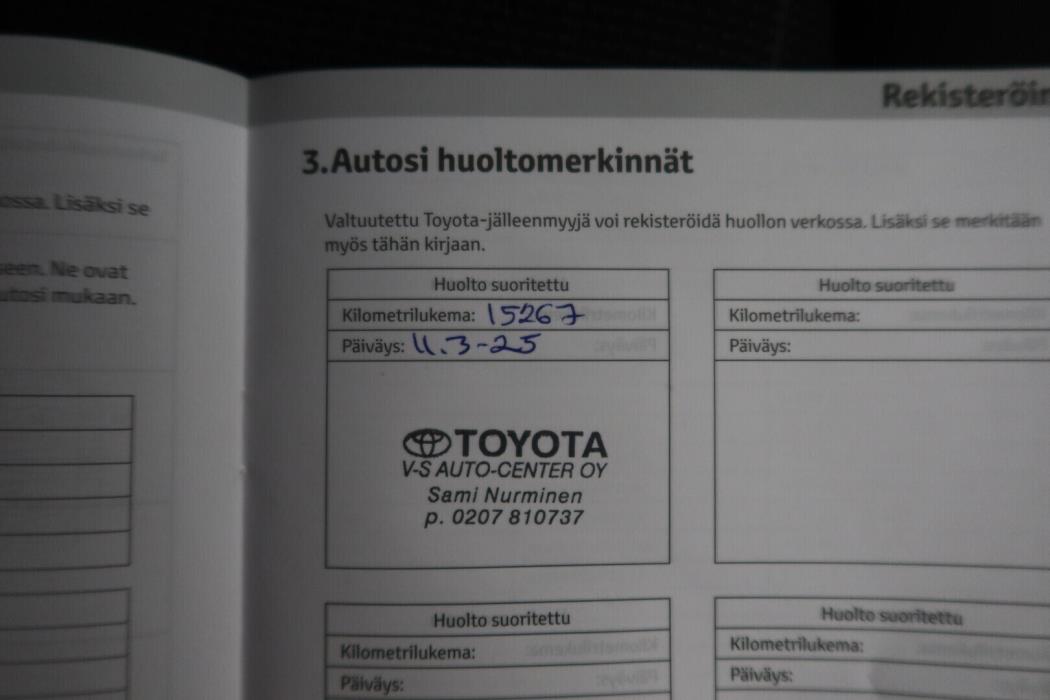 ossa. Lisäksi se
seen. Ne ovat
utosi mukaan.
Rekisteröin
3. Autosi huoltomerkinnät
Valtuutettu Toyota-jälleenmyyjä voi rekisteröidä huollon verkossa. Lisäksi se merkitään
myös tähän kirjaan.
Huolto suoritettu
Kilometrilukema: 15267
Päiväys: 11.3-25
TOYOTA
V-S AUTO-CENTER OY
Sami Nurminen
p. 0207 810737
Huolto suoritettu
Kilometrilukema:
Päiväys:
Huolto suoritettu
Kilometrilukema:
Päiväys:
Huolto suoritettu
Kilometrilukema:
Päiväys: